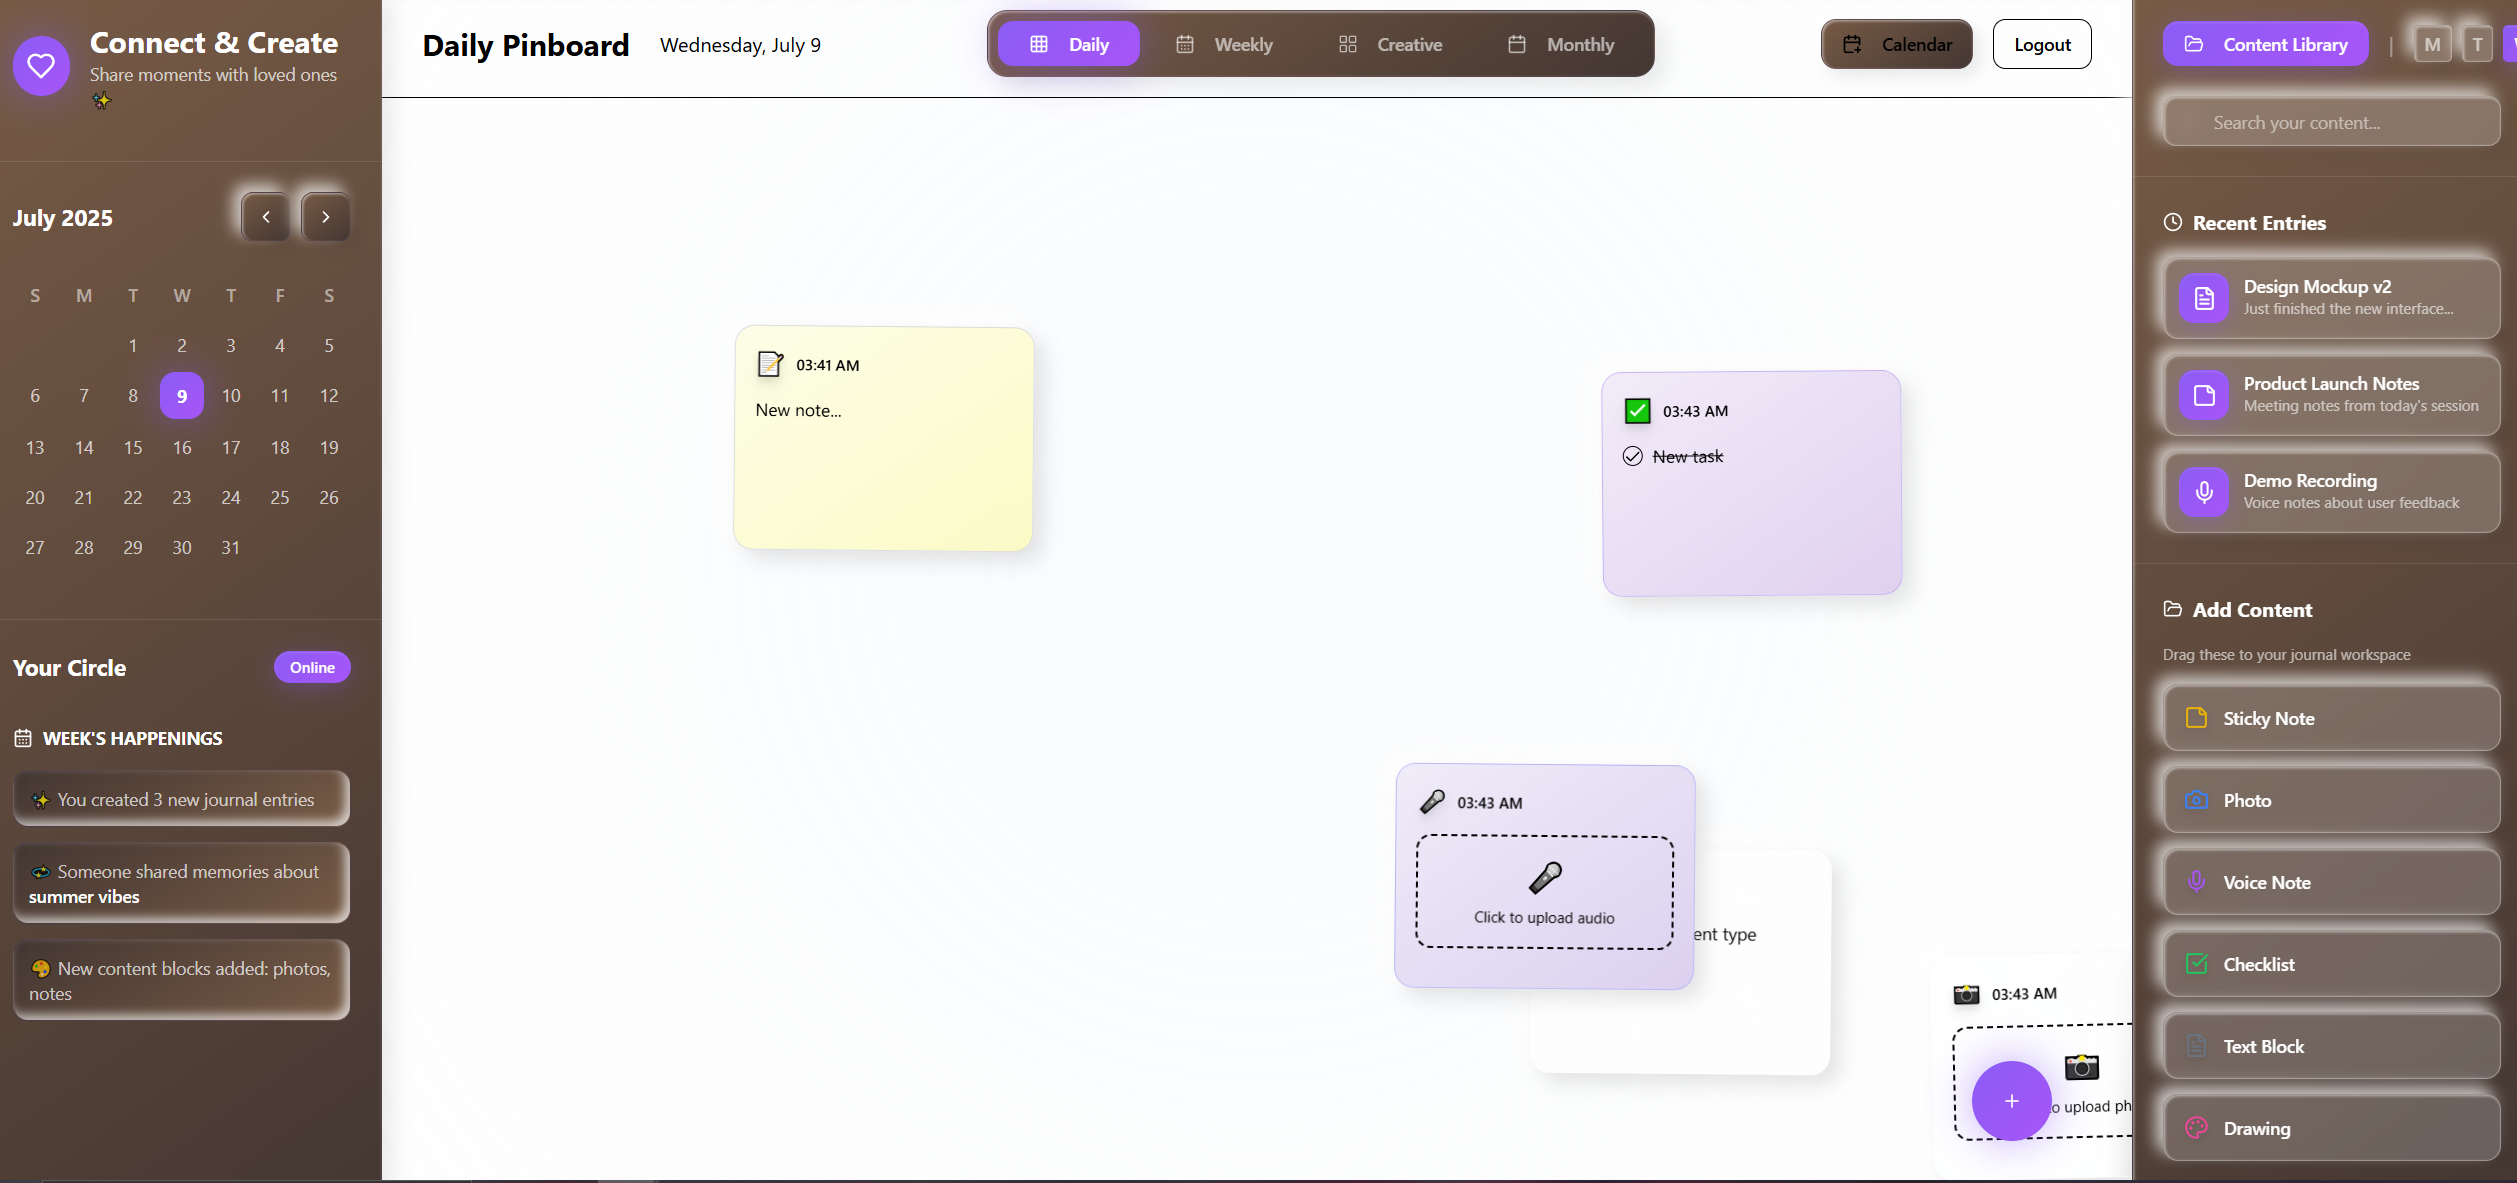 Connect & Create
Share moments with loved ones
✨
July 2025
S M T W T F S
1 2 3 4 5
6 7 8 9 10 11 12
13 14 15 16 17 18 19
20 21 22 23 24 25 26
27 28 29 30 31
Your Circle
Online
WEEK'S HAPPENINGS
✨ You created 3 new journal entries
Someone shared memories about
summer vibes
🎨 New content blocks added: photos,
notes
Daily Pinboard
Wednesday, July 9
Daily
Weekly
Creative
Monthly
Calendar
Logout
📝 03:41 AM
New note...
✅ 03:43 AM
New task
🎤 03:43 AM
🎤
Click to upload audio
ent type
📷 03:43 AM
📷
o upload ph
+
Content Library
|
M
T
Search your content...
Recent Entries
Design Mockup v2
Just finished the new interface...
Product Launch Notes
Meeting notes from today's session
Demo Recording
Voice notes about user feedback
Add Content
Drag these to your journal workspace
Sticky Note
Photo
Voice Note
Checklist
Text Block
Drawing